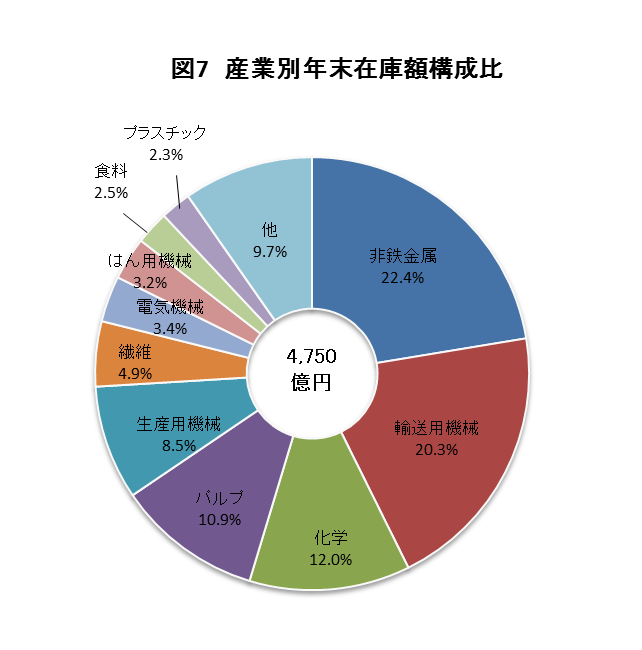 図7 産業別年末在庫額構成比
プラスチック
2.3%
食料
2.5%
他
9.7%
非鉄金属
22.4%
はん用機械
3.2%
電気機械
3.4%
繊維
4.9%
4,750
億円
輸送用機械
20.3%
生産用機械
8.5%
パルプ
10.9%
化学
12.0%